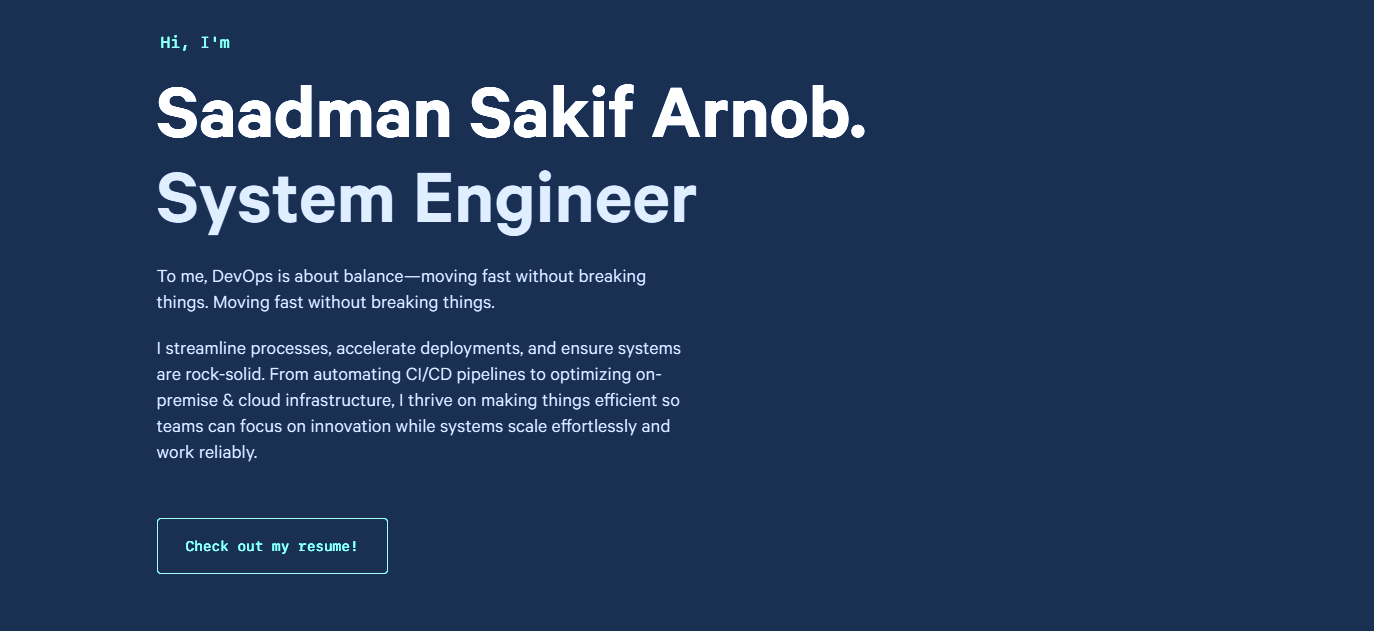 Hi, I'm
Saadman Sakif Arnob.
System Engineer
To me, DevOps is about balance—moving fast without breaking
things. Moving fast without breaking things.
I streamline processes, accelerate deployments, and ensure systems
are rock-solid. From automating CI/CD pipelines to optimizing on-
premise & cloud infrastructure, I thrive on making things efficient so
teams can focus on innovation while systems scale effortlessly and
work reliably.
Check out my resume!